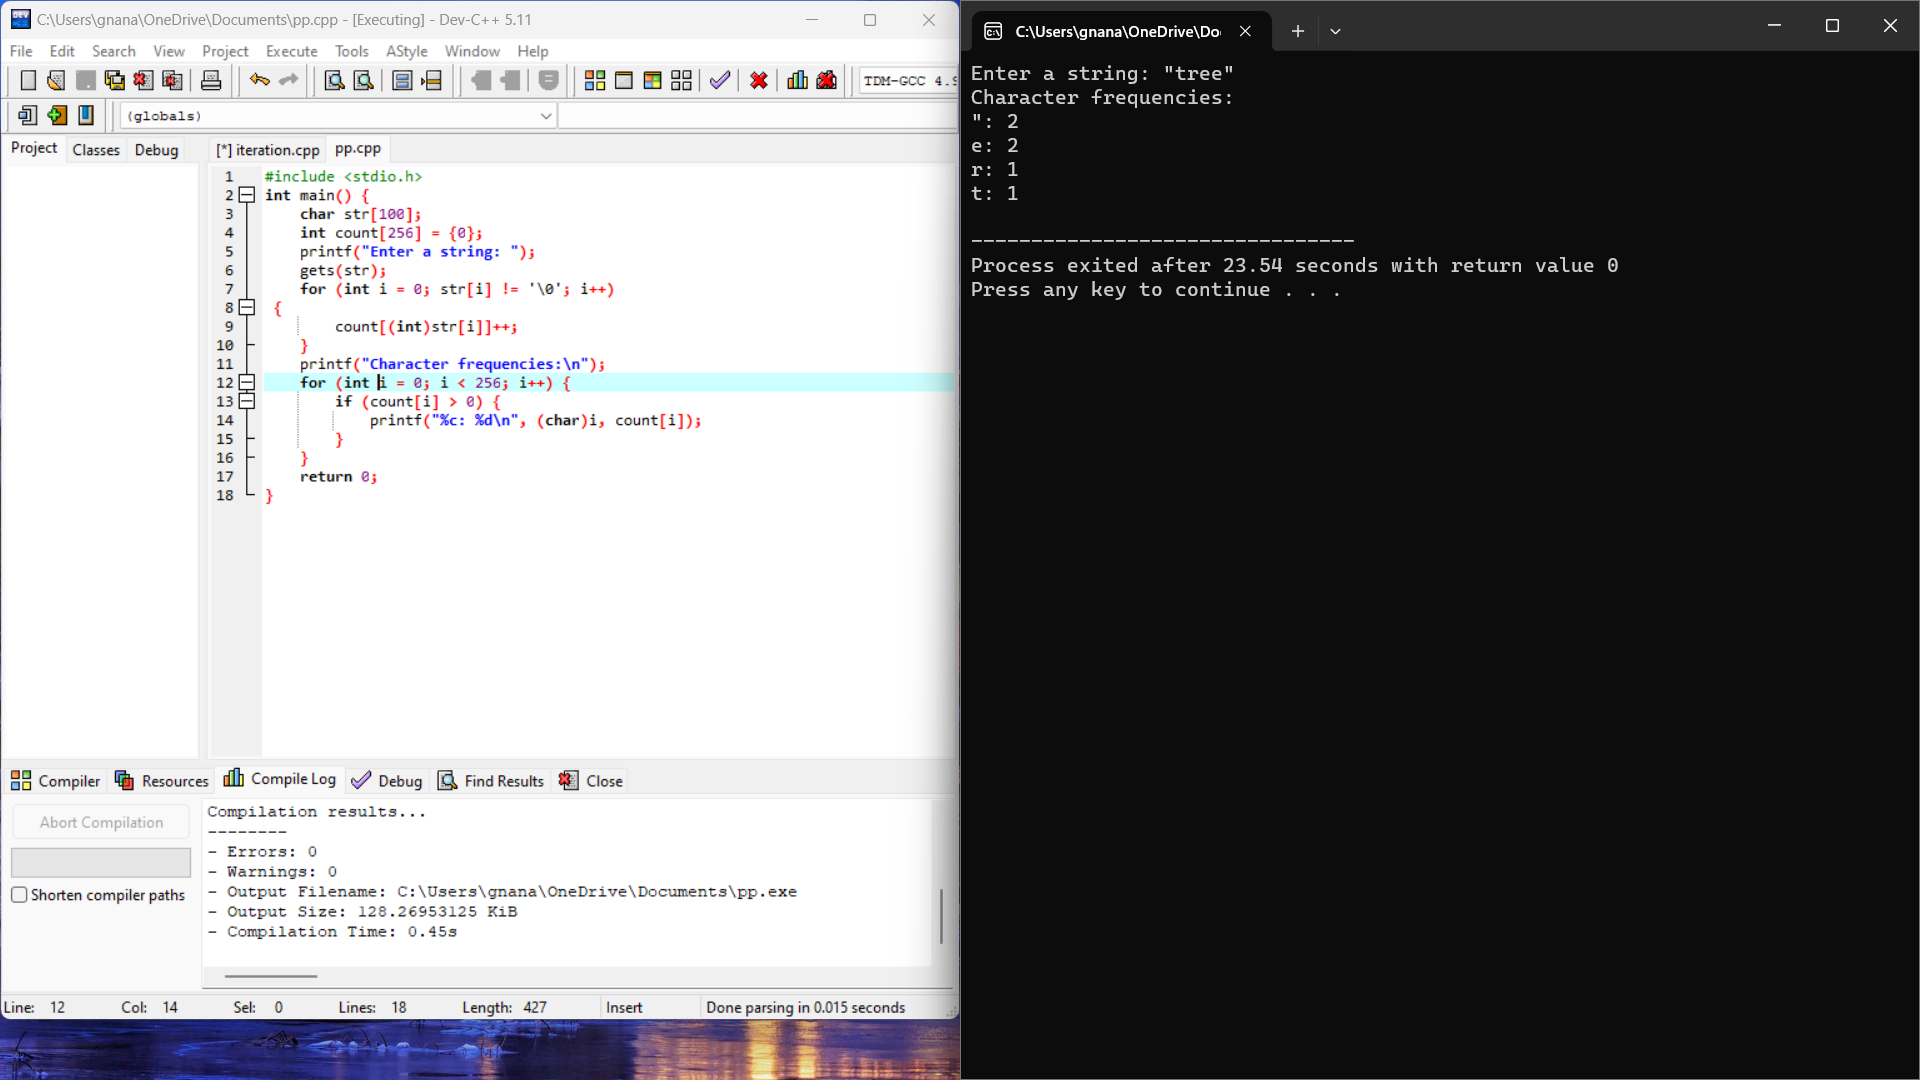 C:\Users\gnana\OneDrive\Documents\pp.cpp - [Executing] - Dev-C++ 5.11
File Edit Search View Project Execute Tools AStyle Window Help
TDM-GCC 4.9
(globals)
Project Classes Debug
[*] iteration.cpp pp.cpp
1 #include <stdio.h>
2 int main() {
3     char str[100];
4     int count[256] = {0};
5     printf("Enter a string: ");
6     gets(str);
7     for (int i = 0; str[i] != '\0'; i++)
8  {
9         count[(int)str[i]]++;
10     }
11     printf("Character frequencies:\n");
12     for (int i = 0; i < 256; i++) {
13         if (count[i] > 0) {
14             printf("%c: %d\n", (char)i, count[i]);
15         }
16     }
17     return 0;
18 }
Compiler Resources Compile Log Debug Find Results Close
Abort Compilation
Shorten compiler paths
Compilation results...
--------
- Errors: 0
- Warnings: 0
- Output Filename: C:\Users\gnana\OneDrive\Documents\pp.exe
- Output Size: 128.26953125 KiB
- Compilation Time: 0.45s
Line: 12 Col: 14 Sel: 0 Lines: 18 Length: 427 Insert Done parsing in 0.015 seconds
C:\Users\gnana\OneDrive\Do
Enter a string: "tree"
Character frequencies:
": 2
e: 2
r: 1
t: 1
--------------------------------
Process exited after 23.54 seconds with return value 0
Press any key to continue . . .